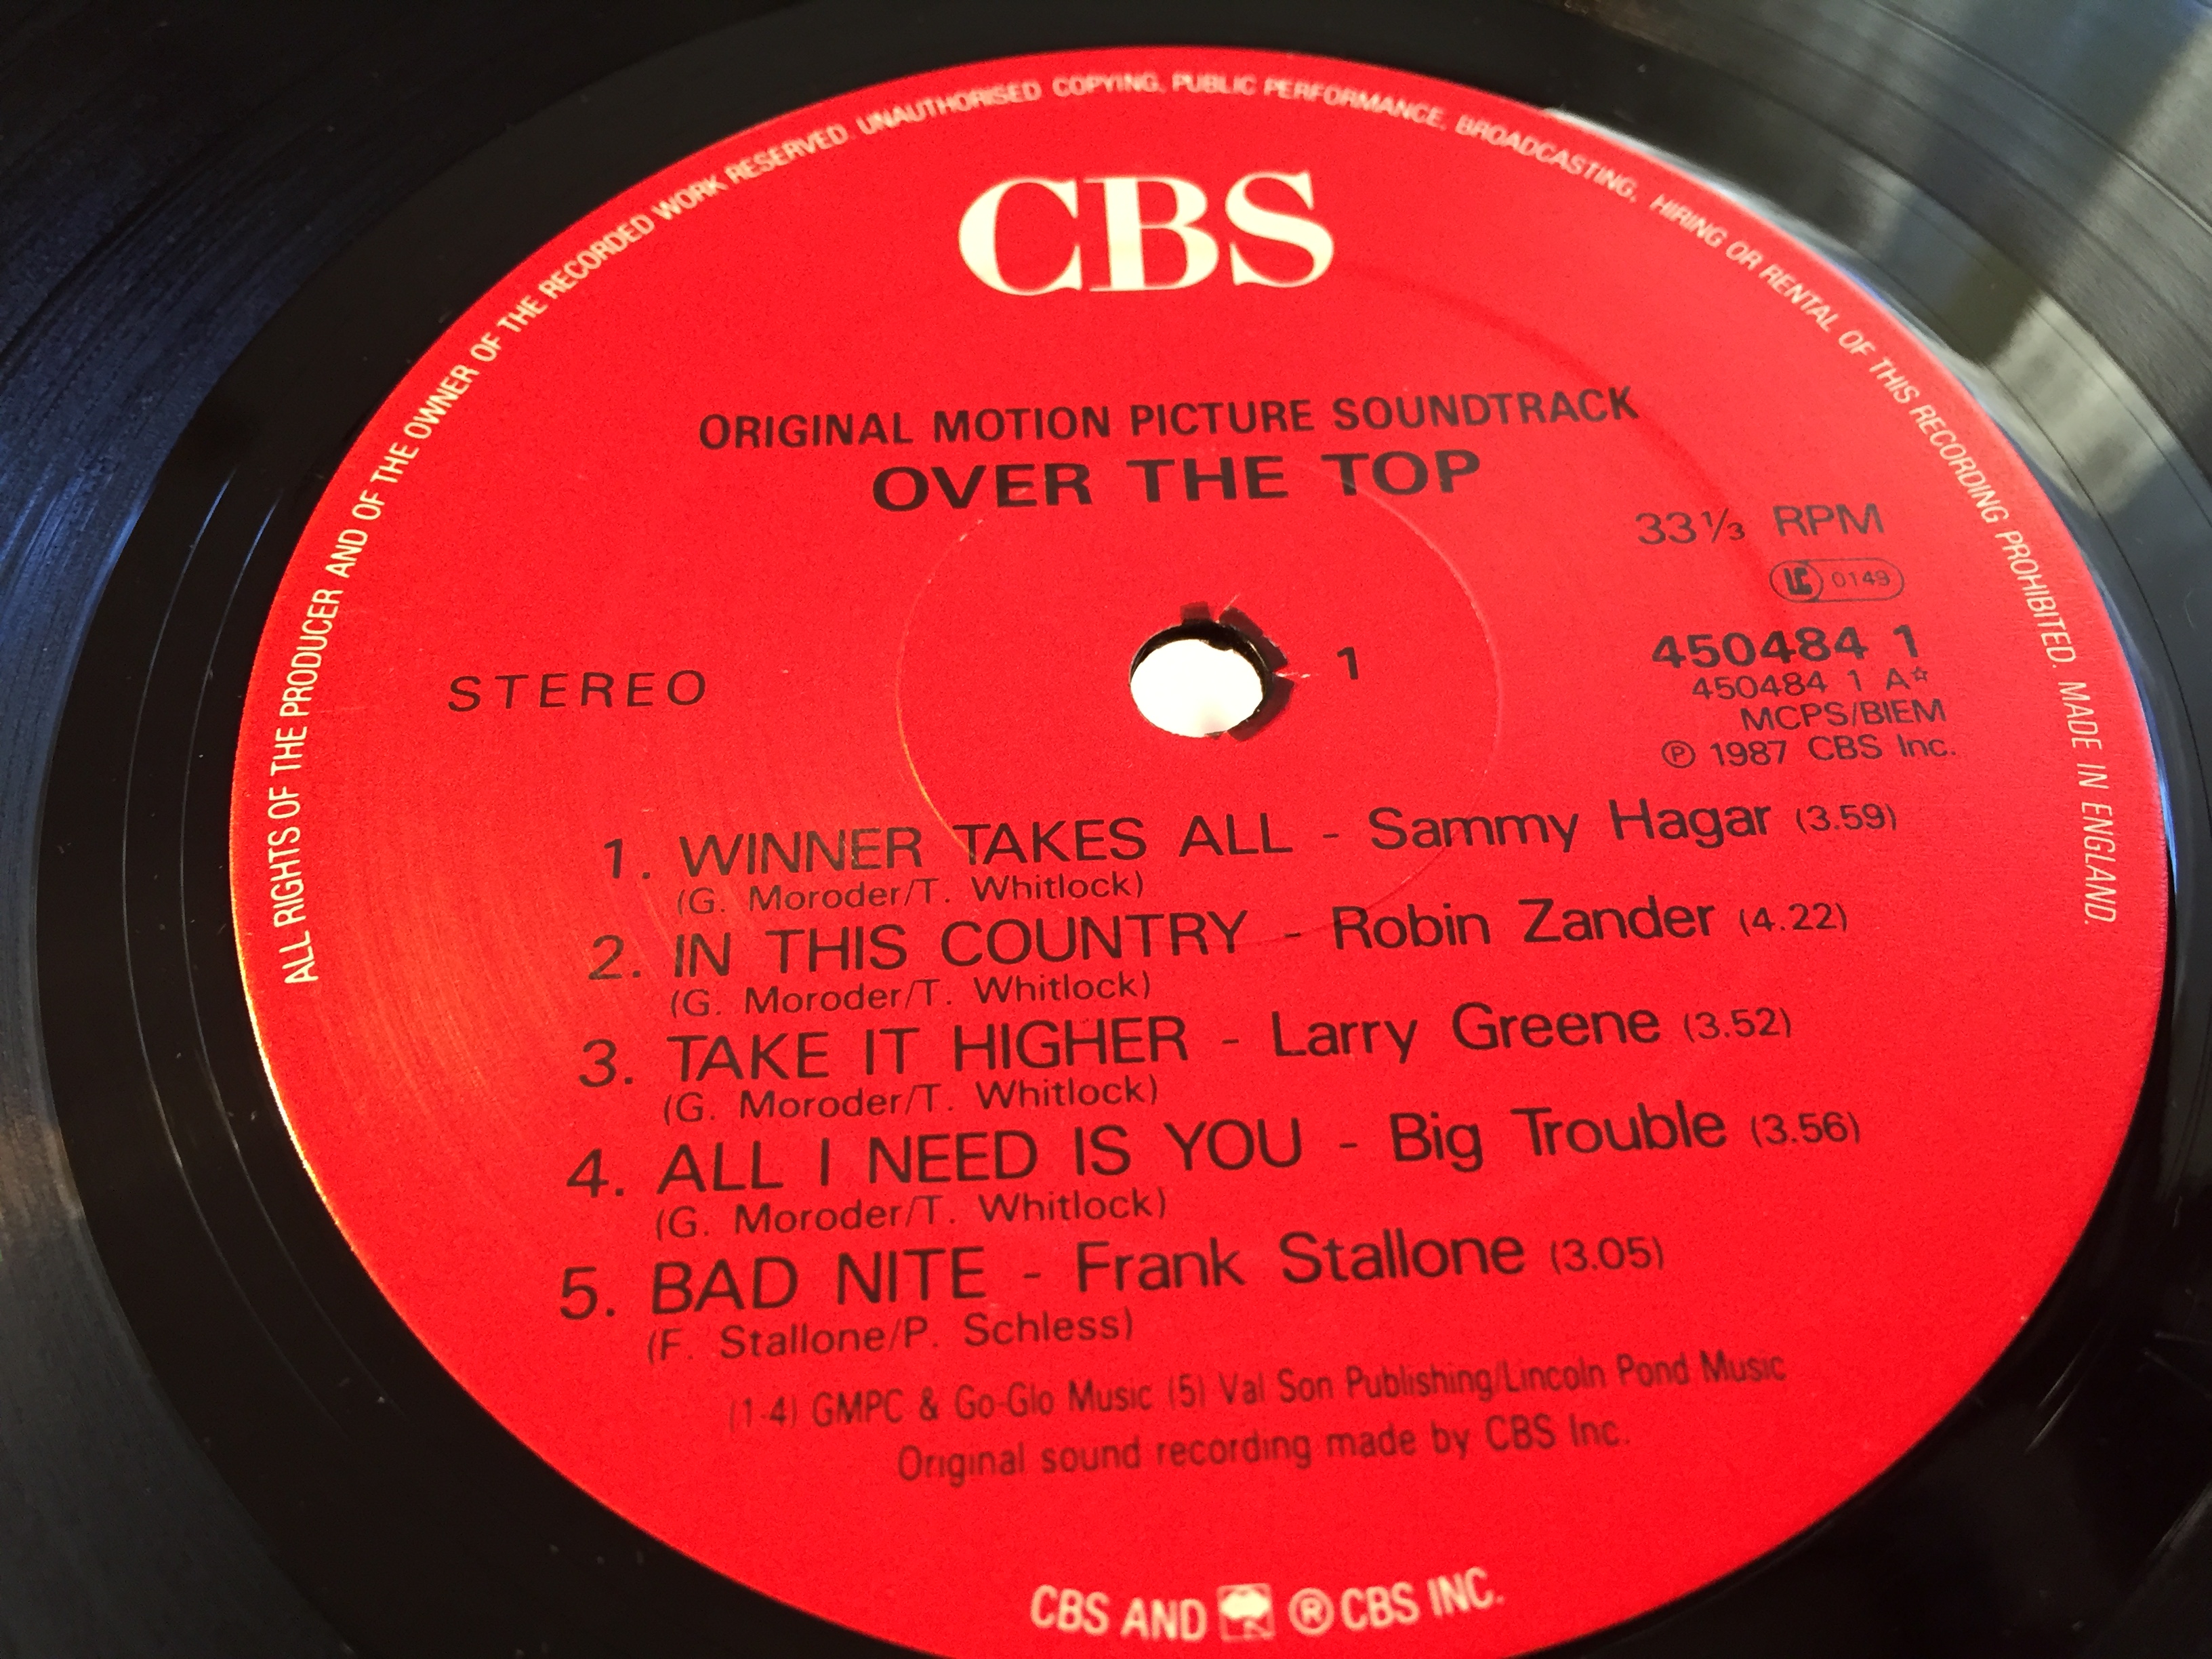 ALL RIGHTS OF THE PRODUCER AND OF THE OWNER OF THE RECORDED WORK RESERVED. UNAUTHORISED COPYING, PUBLIC PERFORMANCE, BROADCASTING, HIRING OR RENTAL OF THIS RECORDING PROHIBITED. MADE IN ENGLAND.
CBS
ORIGINAL MOTION PICTURE SOUNDTRACK
OVER THE TOP
33⅓ RPM
LC 0149
STEREO
1
450484 1
450484 1 A☆
MCPS/BIEM
℗ 1987 CBS Inc.
1. WINNER TAKES ALL - Sammy Hagar (3.59)
(G. Moroder/T. Whitlock)
2. IN THIS COUNTRY - Robin Zander (4.22)
(G. Moroder/T. Whitlock)
3. TAKE IT HIGHER - Larry Greene (3.52)
(G. Moroder/T. Whitlock)
4. ALL I NEED IS YOU - Big Trouble (3.56)
(G. Moroder/T. Whitlock)
5. BAD NITE - Frank Stallone (3.05)
(F. Stallone/P. Schless)
(1-4) GMPC & Go-Glo Music (5) Val Son Publishing/Lincoln Pond Music
Original sound recording made by CBS Inc.
CBS AND ® CBS INC.